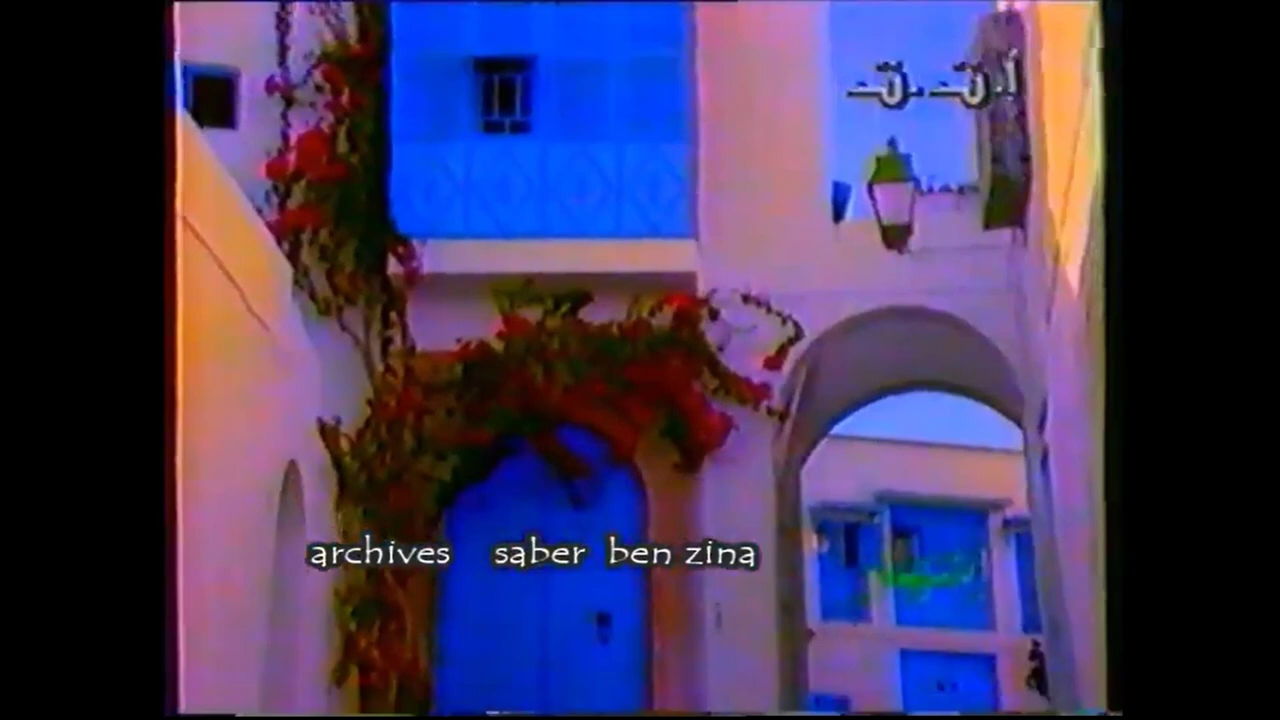 أ.ت.ت
archives saber ben zina